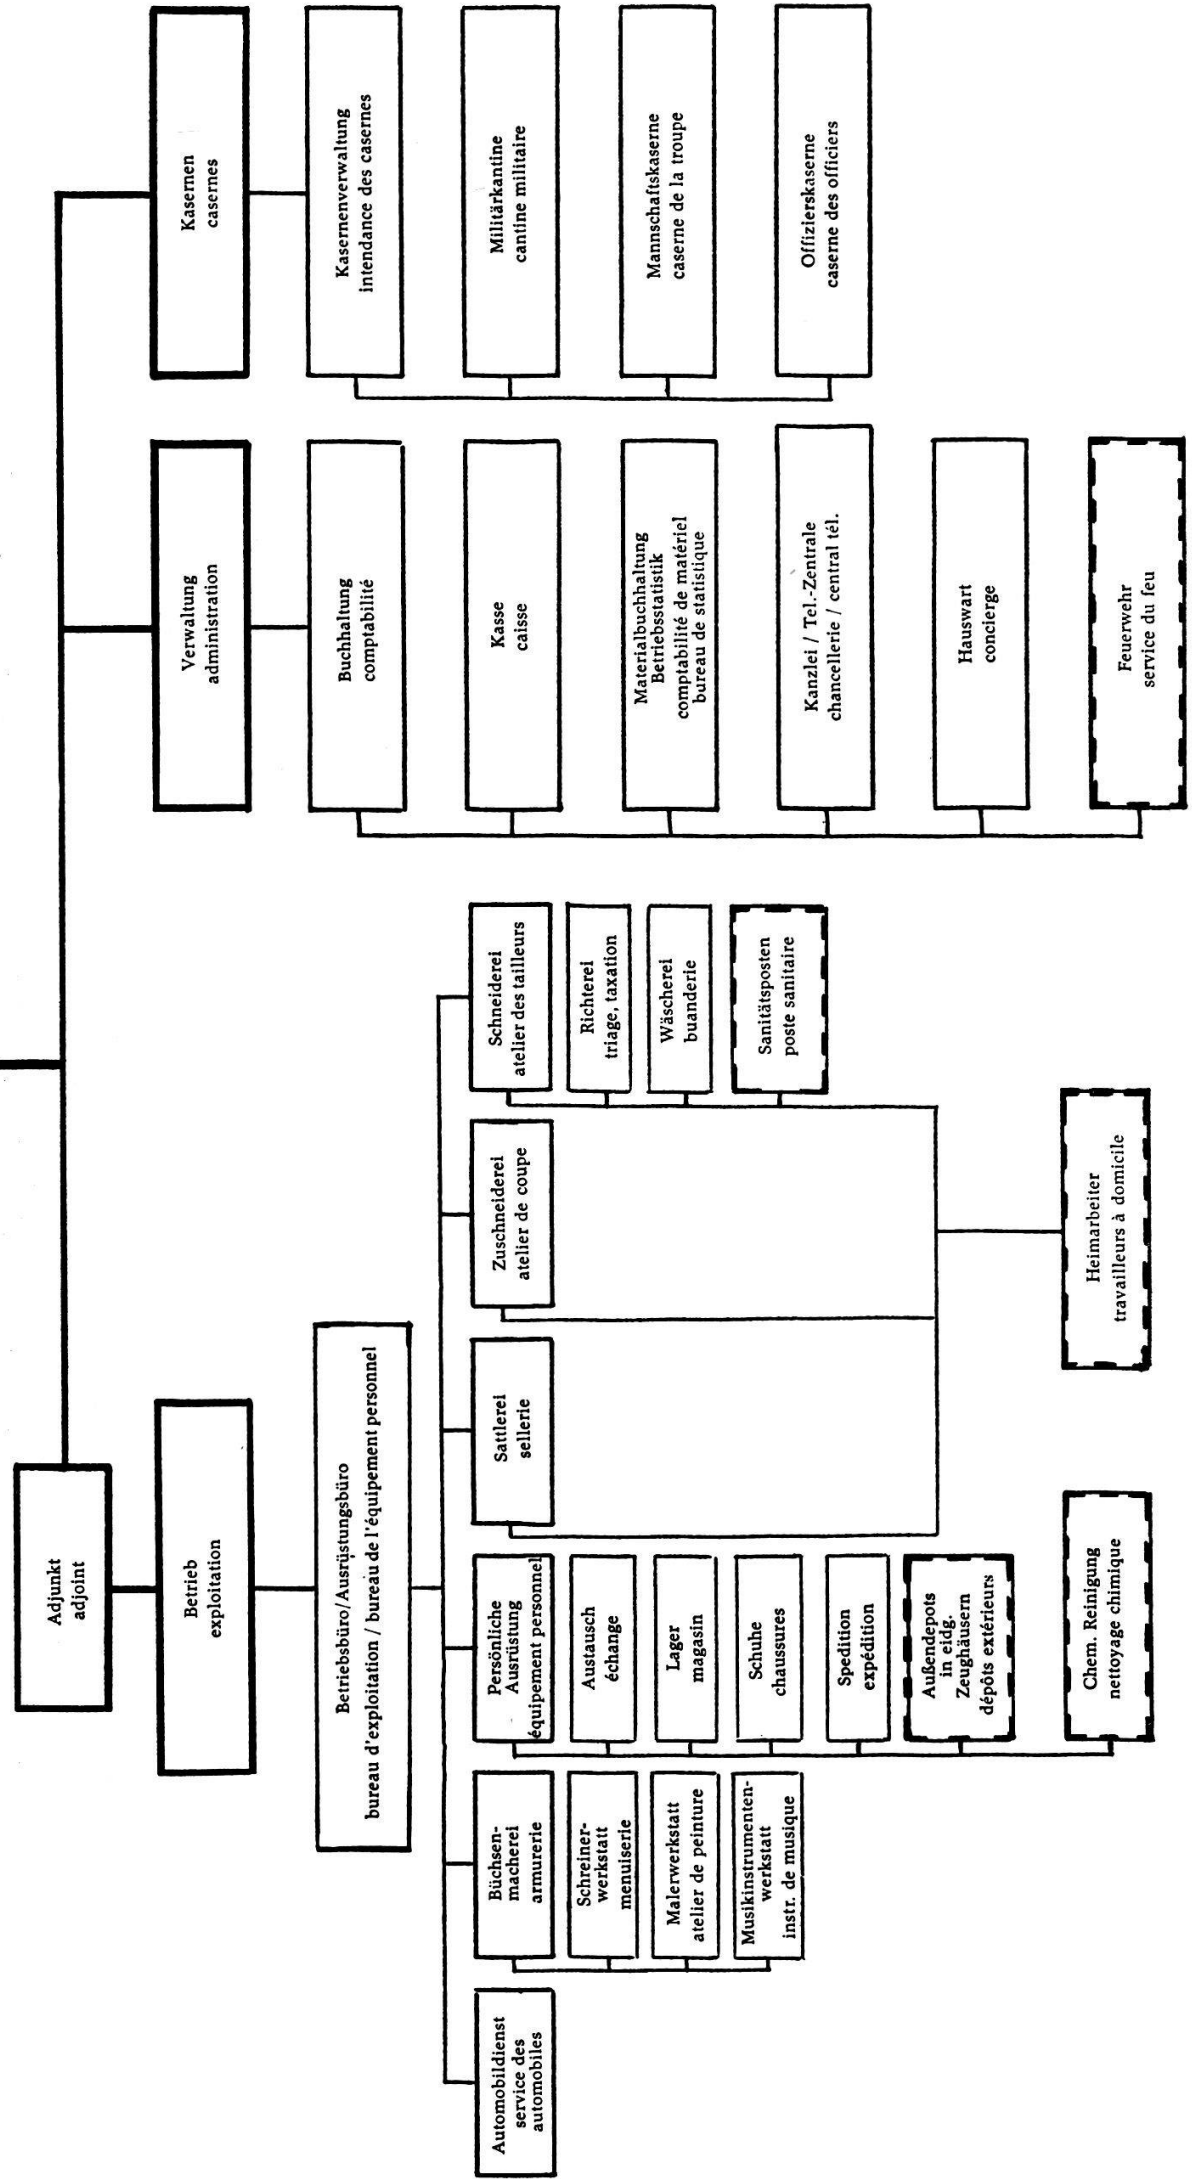 Adjunkt
adjoint
Betrieb
exploitation
Verwaltung
administration
Kasernen
casernes
Betriebsbüro/Ausrüstungsbüro
bureau d'exploitation / bureau de l'équipement personnel
Buchhaltung
comptabilité
Kasernenverwaltung
intendance des casernes
Automobildienst
service des
automobiles
Büchsen-
macherei
armurerie
Persönliche
Ausrüstung
équipement personnel
Sattlerei
sellerie
Zuschneiderei
atelier de coupe
Schneiderei
atelier des tailleurs
Kasse
caisse
Militärkantine
cantine militaire
Schreiner-
werkstatt
menuiserie
Austausch
échange
Richterei
triage, taxation
Materialbuchhaltung
Betriebsstatistik
comptabilité de matériel
bureau de statistique
Mannschaftskaserne
caserne de la troupe
Malerwerkstatt
atelier de peinture
Lager
magasin
Wäscherei
buanderie
Musikinstrumenten-
werkstatt
instr. de musique
Schuhe
chaussures
Sanitätsposten
poste sanitaire
Kanzlei / Tel.-Zentrale
chancellerie / central tél.
Offizierskaserne
caserne des officiers
Spedition
expédition
Außendepots
in eidg.
Zeughäusern
dépôts extérieurs
Hauswart
concierge
Chem. Reinigung
nettoyage chimique
Heimarbeiter
travailleurs à domicile
Feuerwehr
service du feu